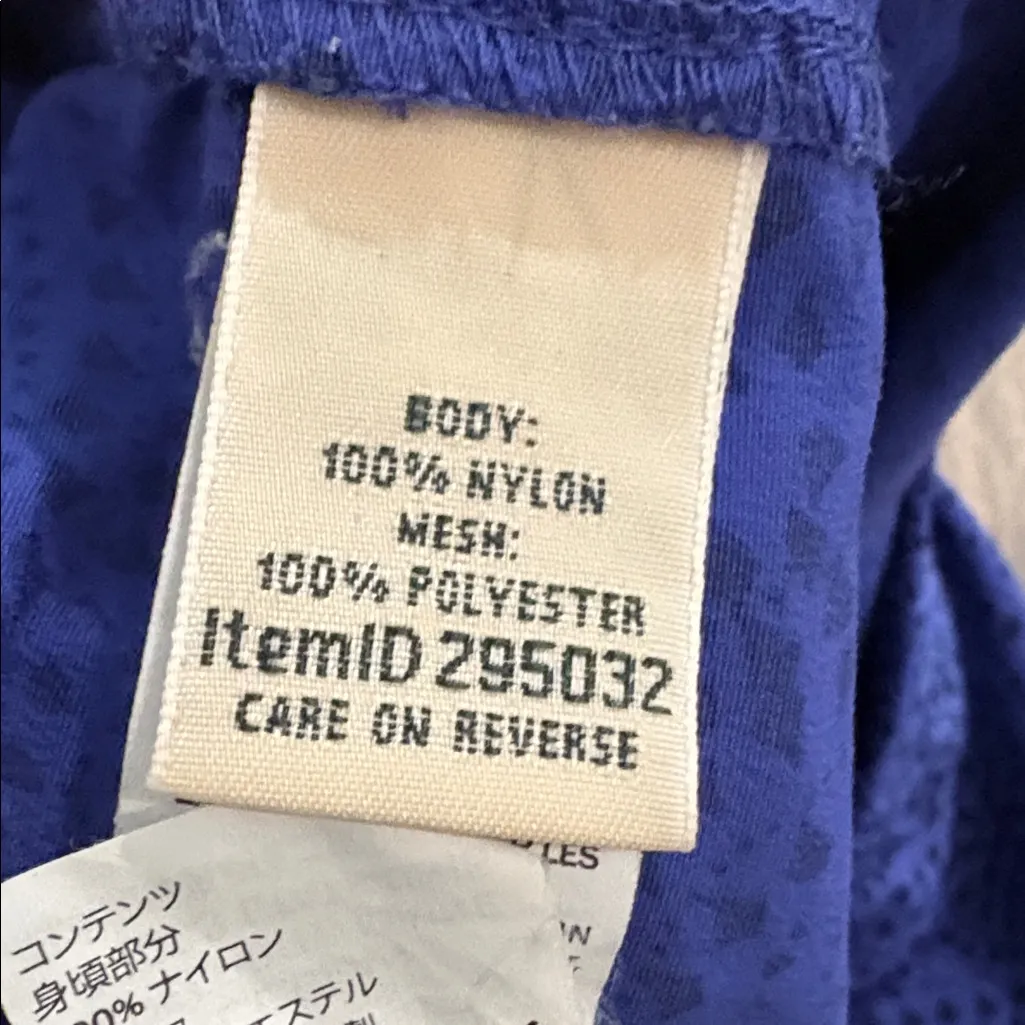 BODY:
100% NYLON
MESH:
100% POLYESTER
ItemID 295032
CARE ON REVERSE
コンテンツ
身頃部分
ナイロン